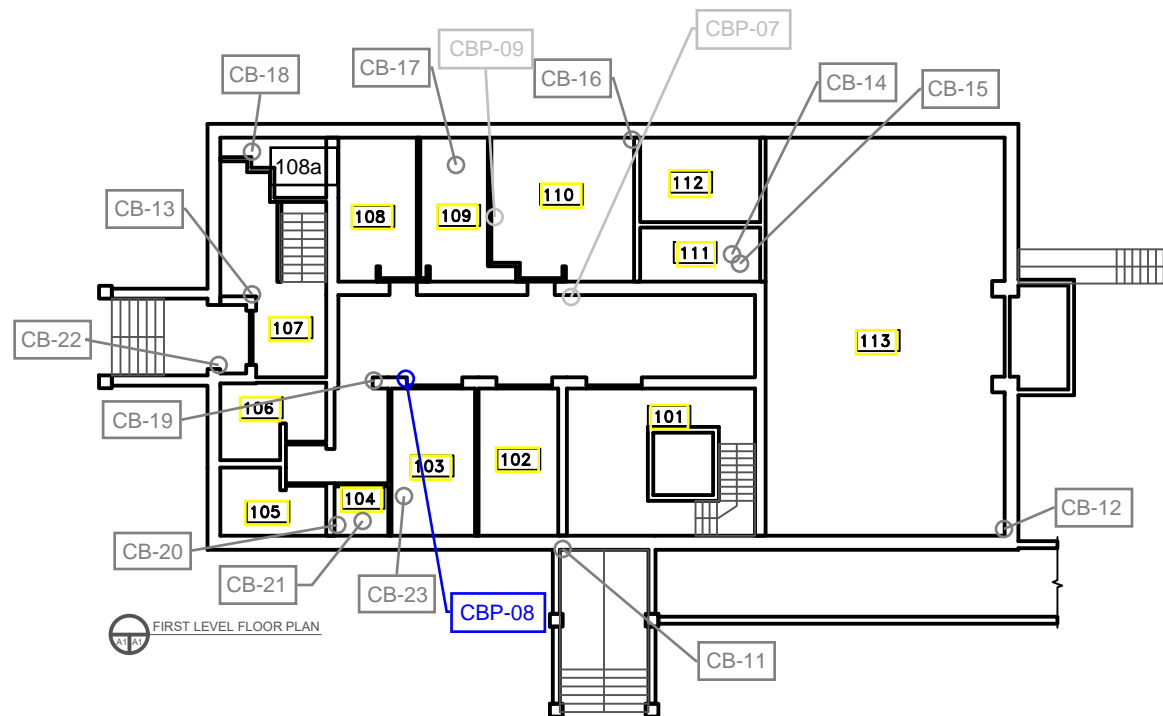 CBP-07
CBP-09
CB-17
CB-18
CB-16
CB-14
CB-15
108a
112
108
109
110
CB-13
111
107
113
CB-22
CB-19
106
101
103
102
104
105
CB-12
CB-20
CB-21
CB-23
CBP-08
FIRST LEVEL FLOOR PLAN
A1 A1
CB-11